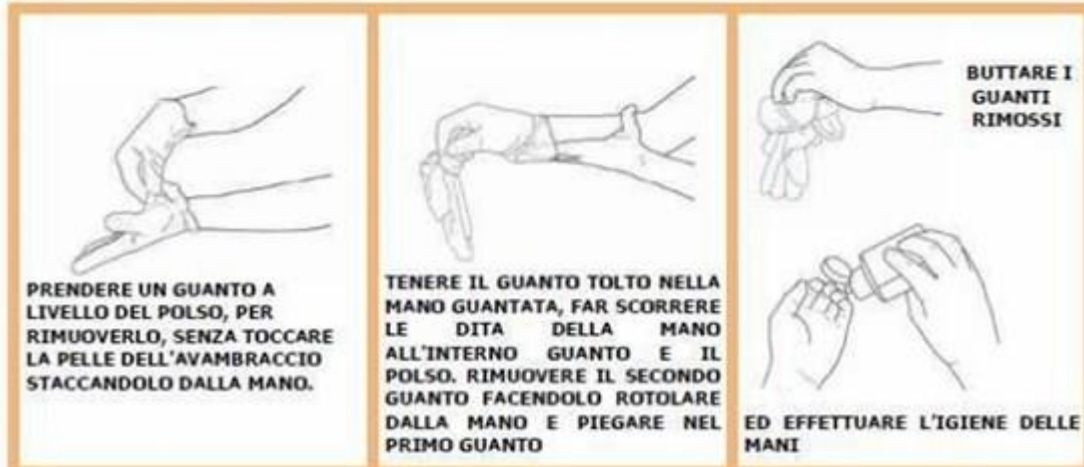 PRENDERE UN GUANTO A
LIVELLO DEL POLSO, PER
RIMUOVERLO, SENZA TOCCARE
LA PELLE DELL'AVAMBRACCIO
STACCANDOLO DALLA MANO.
TENERE IL GUANTO TOLTO NELLA
MANO GUANTATA, FAR SCORRERE
LE DITA DELLA MANO
ALL'INTERNO GUANTO E IL
POLSO. RIMUOVERE IL SECONDO
GUANTO FACENDOLO ROTOLARE
DALLA MANO E PIEGARE NEL
PRIMO GUANTO
BUTTARE I
GUANTI
RIMOSSI
ED EFFETTUARE L'IGIENE DELLE
MANI